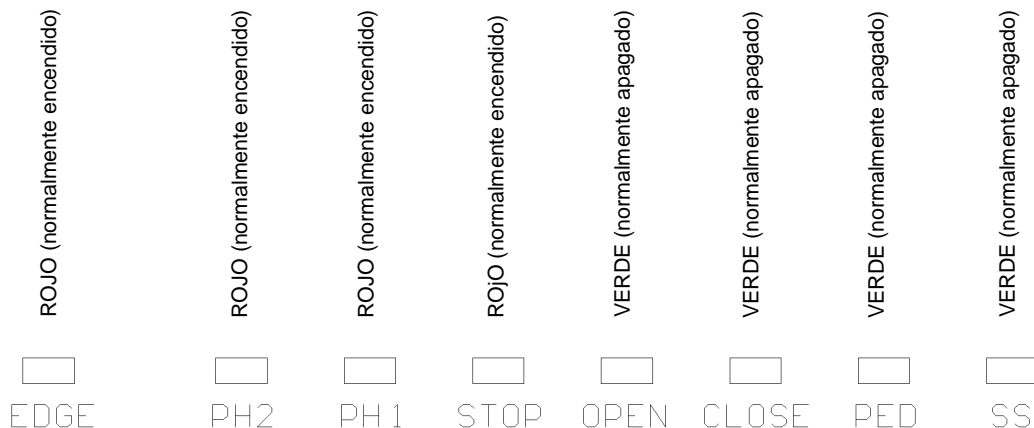 ROJO (normalmente encendido)
ROJO (normalmente encendido)
ROJO (normalmente encendido)
ROjO (normalmente encendido)
VERDE (normalmente apagado)
VERDE (normalmente apagado)
VERDE (normalmente apagado)
VERDE (normalmente apagado)
EDGE PH2 PH1 STOP OPEN CLOSE PED SS